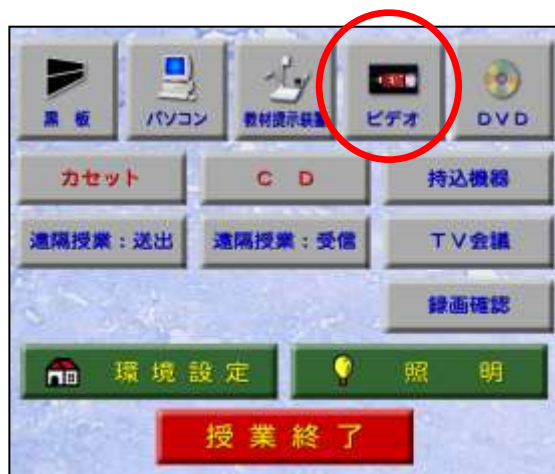 黒板 パソコン 教材提示装置 ビデオ DVD
カセット CD 持込機器
遠隔授業：送出 遠隔授業：受信 TV会議
録画確認
環境設定 照明
授業終了